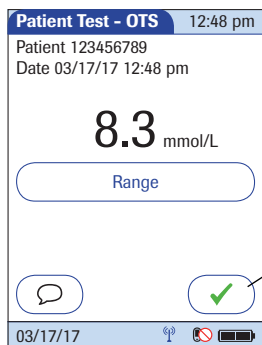 Patient Test - OTS 12:48 pm
Patient 123456789
Date 03/17/17 12:48 pm
8.3 mmol/L
Range
03/17/17